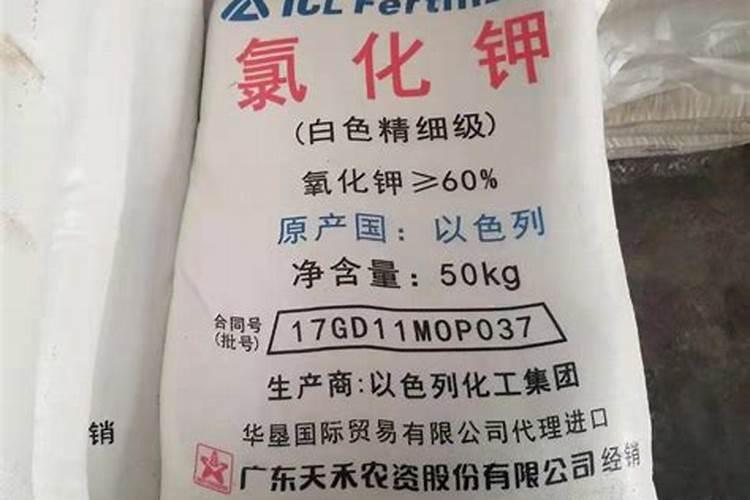 ICL Fertiliz
氯化钾
(白色精细级)
氧化钾≥60%
原产国：以色列
净含量：50kg
合同号
(批号)
17GD11MOP037
生产商:以色列化工集团
华垦国际贸易有限公司代理进口
广东天禾农资股份有限公司 经销
销